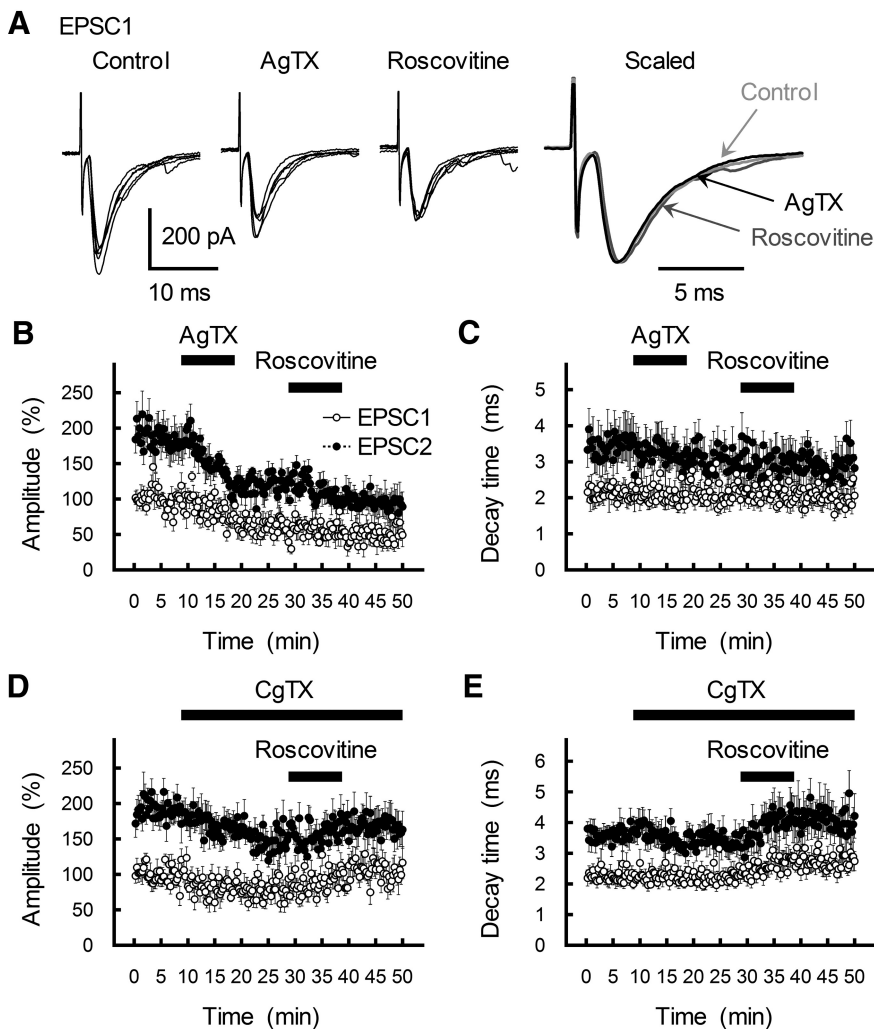 A EPSC1
Control AgTX Roscovitine Scaled
Control
AgTX
Roscovitine
200 pA
10 ms
5 ms
B
AgTX
Roscovitine
EPSC1
EPSC2
Amplitude (%)
250
200
150
100
50
0
0 5 10 15 20 25 30 35 40 45 50
Time (min)
C
AgTX
Roscovitine
Decay time (ms)
5
4
3
2
1
0
0 5 10 15 20 25 30 35 40 45 50
Time (min)
D
CgTX
Roscovitine
Amplitude (%)
250
200
150
100
50
0
0 5 10 15 20 25 30 35 40 45 50
Time (min)
E
CgTX
Roscovitine
Decay time (ms)
6
5
4
3
2
1
0
0 5 10 15 20 25 30 35 40 45 50
Time (min)